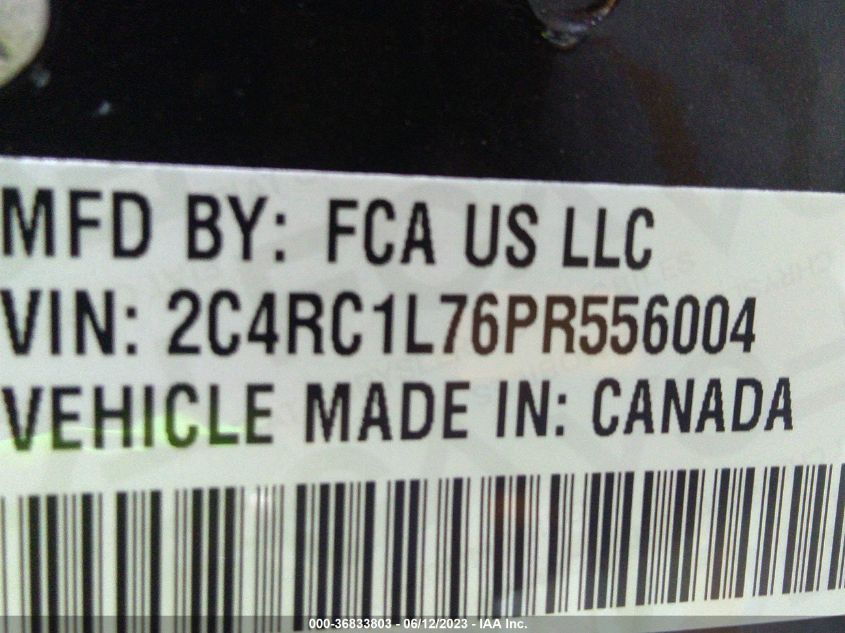 MFD BY: FCA US LLC
VIN: 2C4RC1L76PR556004
VEHICLE MADE IN: CANADA
000-36833803 - 06/12/2023 - IAA Inc.